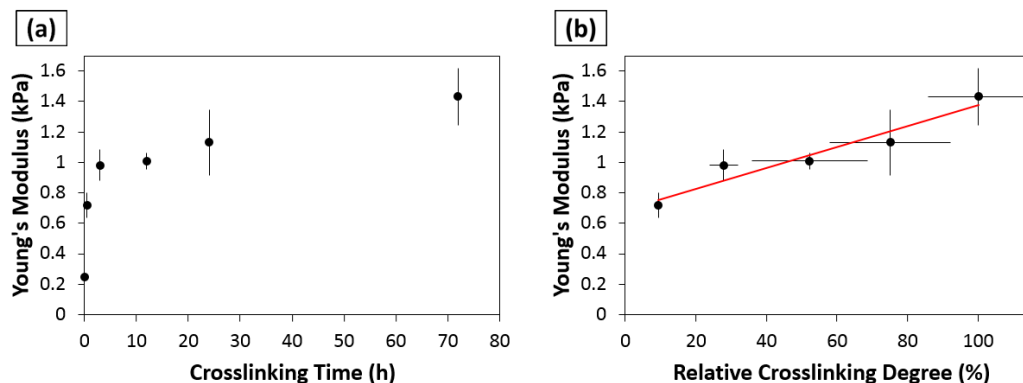 (a)
Young's Modulus (kPa)
1.6
1.4
1.2
1
0.8
0.6
0.4
0.2
0
0 10 20 30 40 50 60 70 80
Crosslinking Time (h)
(b)
Young's Modulus (kPa)
1.6
1.4
1.2
1
0.8
0.6
0.4
0.2
0
0 20 40 60 80 100
Relative Crosslinking Degree (%)